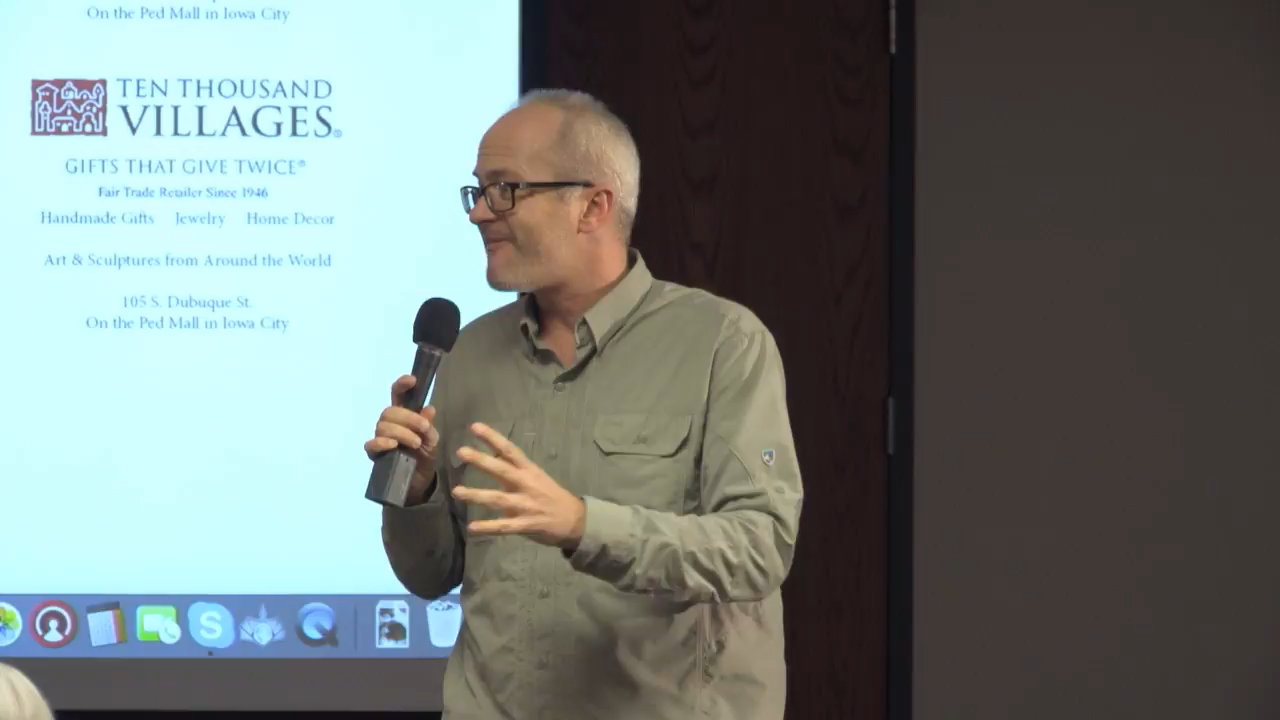 On the Ped Mall in Iowa City
TEN THOUSAND
VILLAGES®
GIFTS THAT GIVE TWICE®
Fair Trade Retailer Since 1946
Handmade Gifts Jewelry Home Decor
Art & Sculptures from Around the World
105 S. Dubuque St.
On the Ped Mall in Iowa City
S